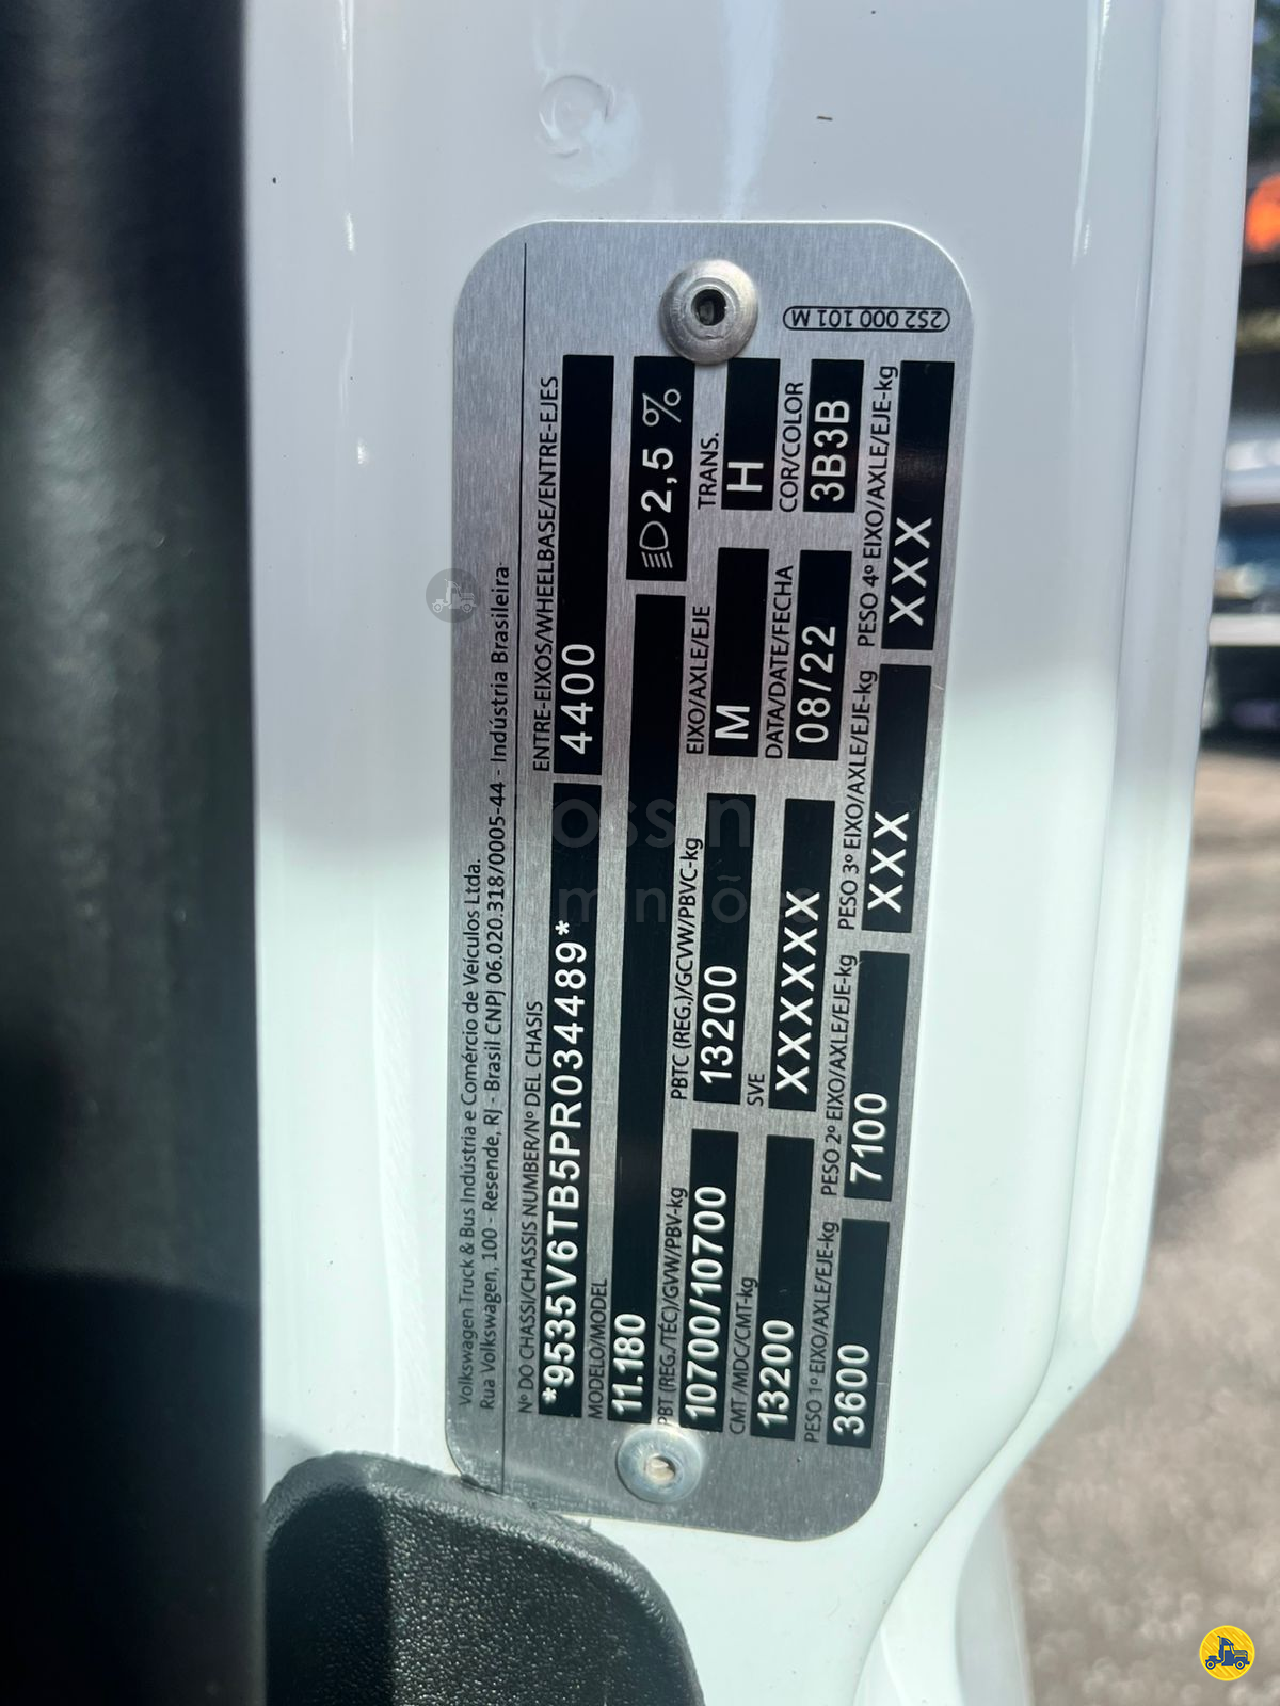 Volkswagen Truck & Bus Indústria e Comércio de Veículos Ltda.
Rua Volkswagen, 100 - Resende, RJ - Brasil CNPJ 06.020.318/0005-44 - Indústria Brasileira
Nº DO CHASSI/CHASSIS NUMBER/Nº DEL CHASIS ENTRE-EIXOS/WHEELBASE/ENTRE-EJES
*9535V6TB5PR034489* 4400
MODELO/MODEL
11.180 2,5 %
PBT (REG./TÉC)/GVW/PBV-kg PBTC (REG.)/GCVW/PBVC-kg EIXO/AXLE/EJE TRANS.
10700/10700 13200 M H
CMT/MDC/CMT-kg SVE DATA/DATE/FECHA COR/COLOR
13200 XXXXXX 08/22 3B3B
PESO 1º EIXO/AXLE/EJE-kg PESO 2º EIXO/AXLE/EJE-kg PESO 3º EIXO/AXLE/EJE-kg PESO 4º EIXO/AXLE/EJE-kg
3600 7100 XXX XXX
2S2 000 101 M